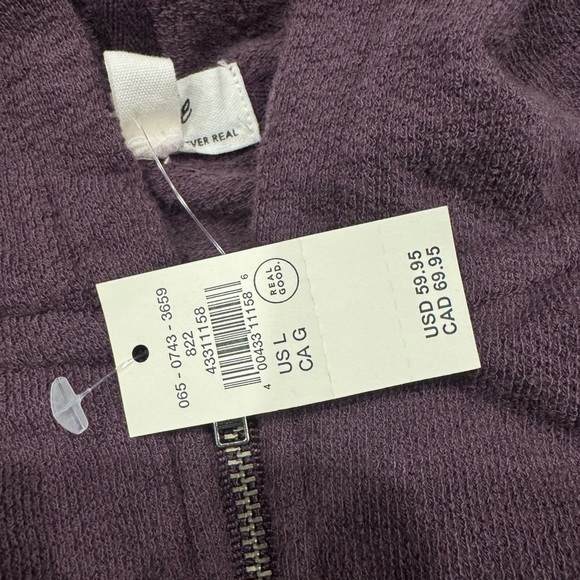 e
EVER REAL
065 - 0743 - 3659
822
43311158
4 00433 11158 6
REAL
GOOD.
US L
CA G
USD 59.95
CAD 69.95